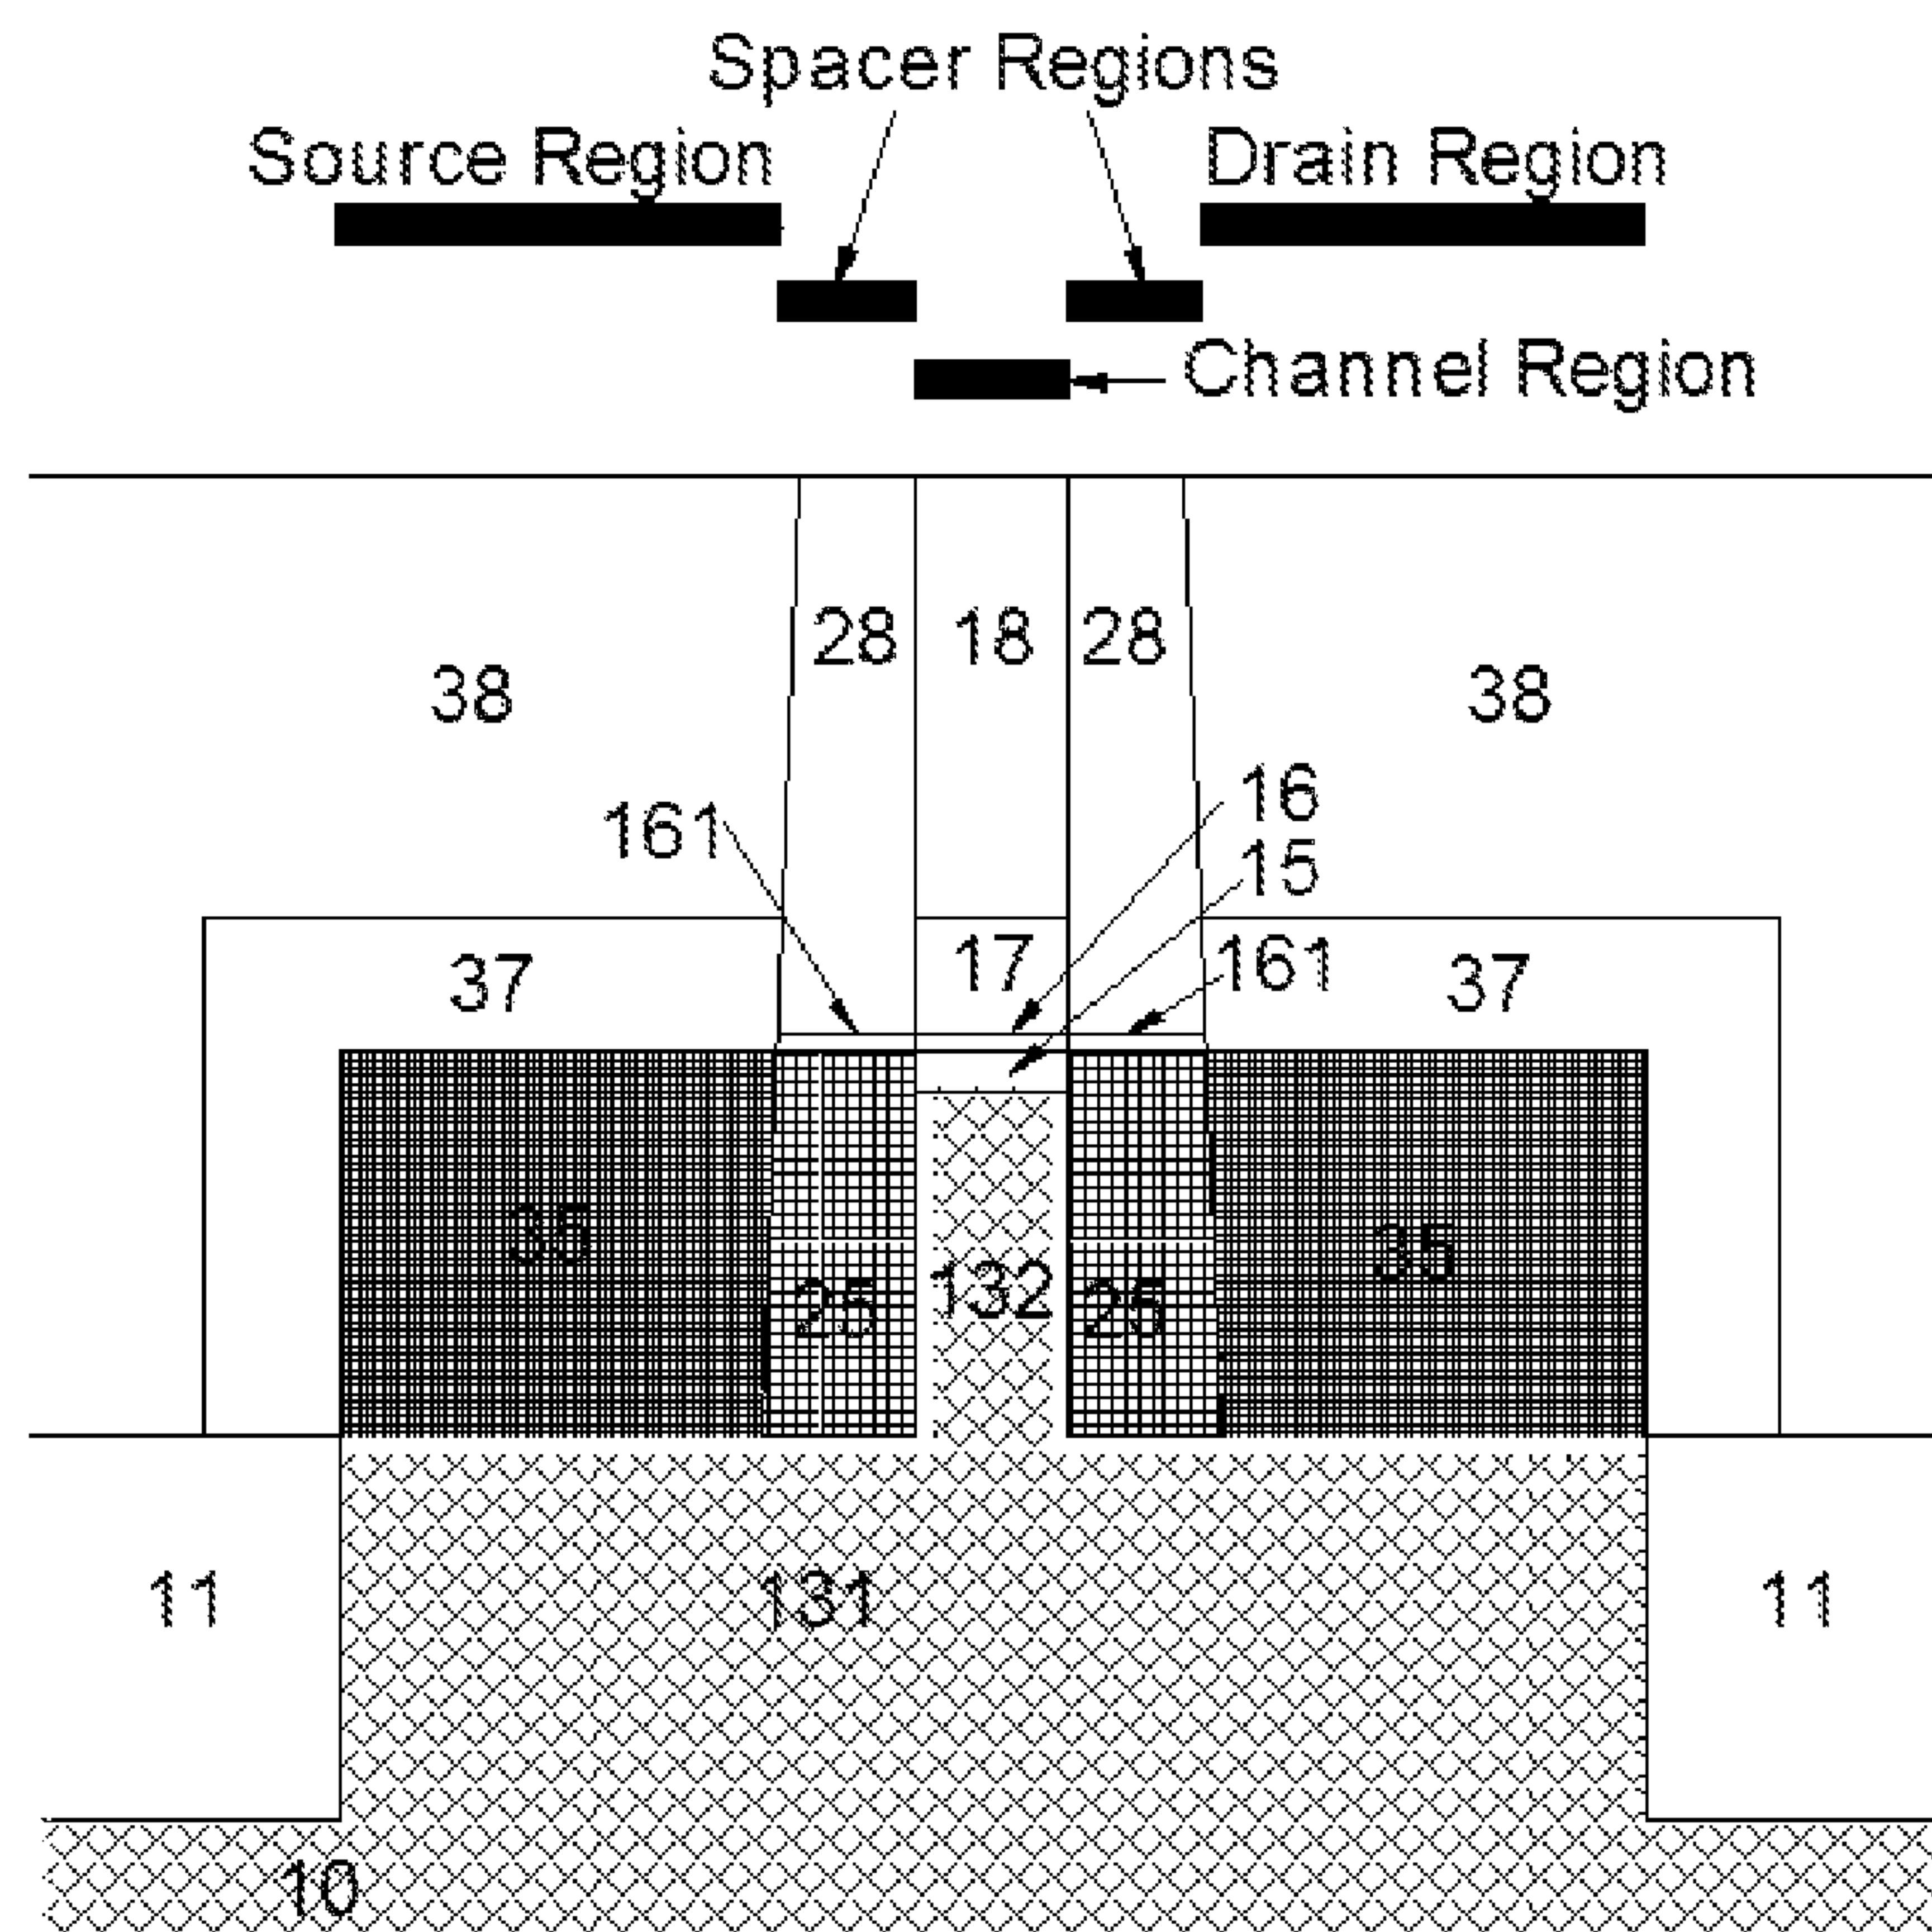 Spacer Regions
Source Region
Drain Region
Channel Region
28 18 28
38 38
16
161
15
17 161
37 37
35 35
132
25 25
11 131 11
10